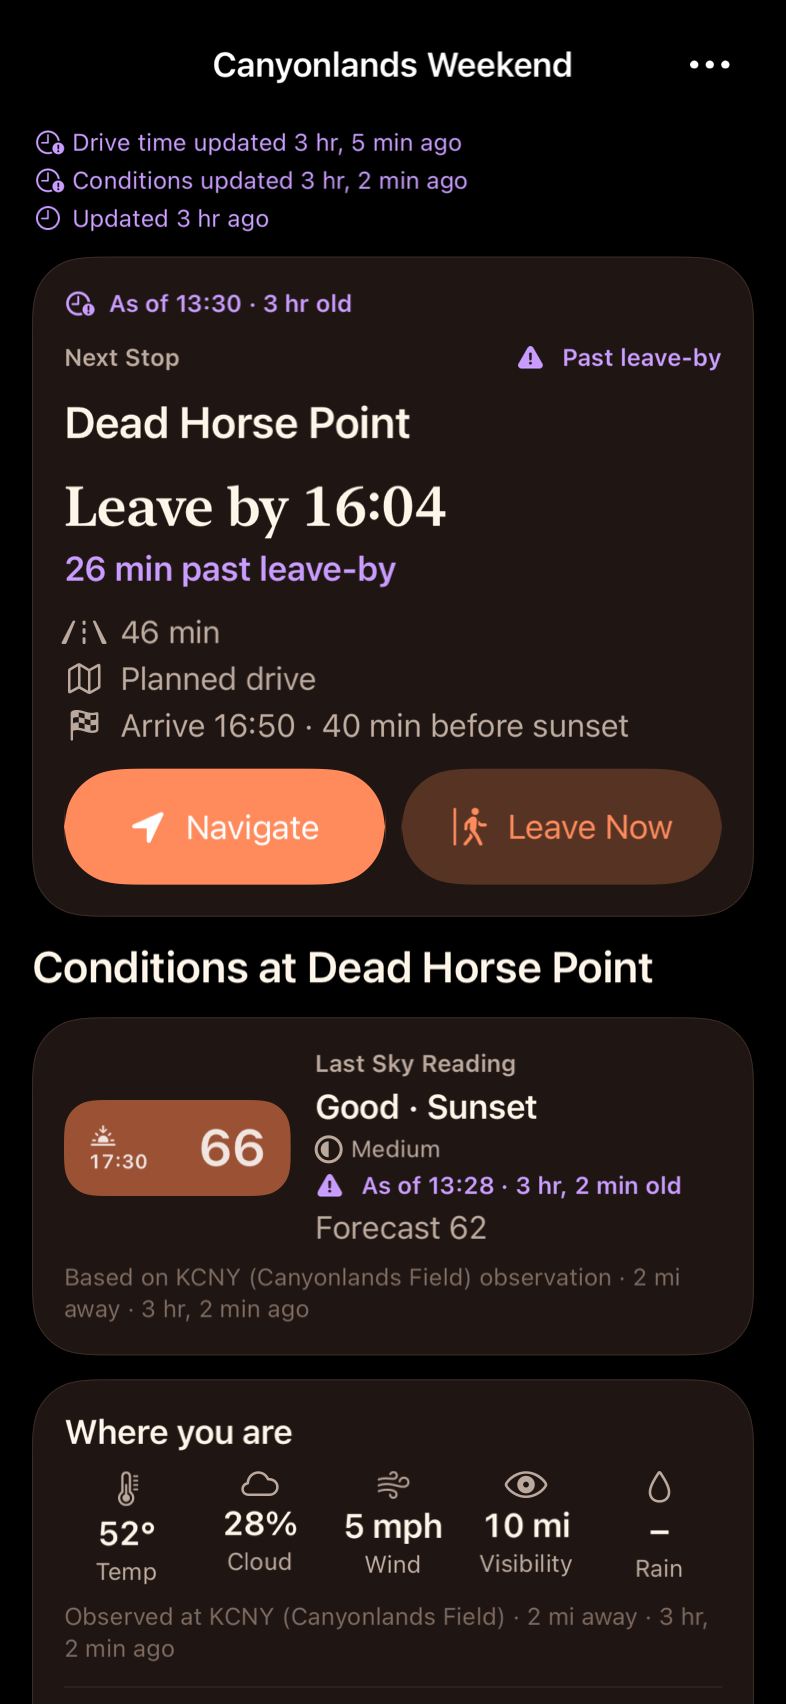 Canyonlands Weekend
Drive time updated 3 hr, 5 min ago
Conditions updated 3 hr, 2 min ago
Updated 3 hr ago
As of 13:30 · 3 hr old
Next Stop
Past leave-by
Dead Horse Point
Leave by 16:04
26 min past leave-by
46 min
Planned drive
Arrive 16:50 · 40 min before sunset
Navigate
Leave Now
Conditions at Dead Horse Point
Last Sky Reading
17:30
66
Good · Sunset
Medium
As of 13:28 · 3 hr, 2 min old
Forecast 62
Based on KCNY (Canyonlands Field) observation · 2 mi
away · 3 hr, 2 min ago
Where you are
52° 28% 5 mph 10 mi –
Temp Cloud Wind Visibility Rain
Observed at KCNY (Canyonlands Field) · 2 mi away · 3 hr,
2 min ago